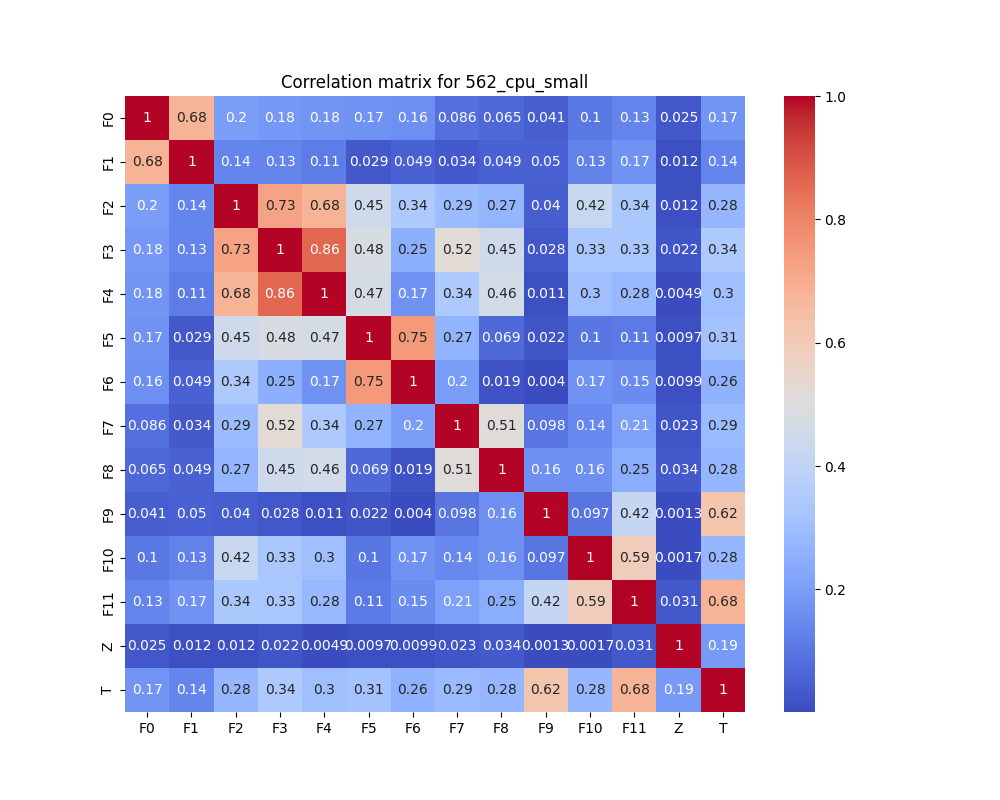 Correlation matrix for 562_cpu_small
F0 1 0.68 0.2 0.18 0.18 0.17 0.16 0.086 0.065 0.041 0.1 0.13 0.025 0.17
F1 0.68 1 0.14 0.13 0.11 0.029 0.049 0.034 0.049 0.05 0.13 0.17 0.012 0.14
F2 0.2 0.14 1 0.73 0.68 0.45 0.34 0.29 0.27 0.04 0.42 0.34 0.012 0.28
F3 0.18 0.13 0.73 1 0.86 0.48 0.25 0.52 0.45 0.028 0.33 0.33 0.022 0.34
F4 0.18 0.11 0.68 0.86 1 0.47 0.17 0.34 0.46 0.011 0.3 0.28 0.0049 0.3
F5 0.17 0.029 0.45 0.48 0.47 1 0.75 0.27 0.069 0.022 0.1 0.11 0.0097 0.31
F6 0.16 0.049 0.34 0.25 0.17 0.75 1 0.2 0.019 0.004 0.17 0.15 0.0099 0.26
F7 0.086 0.034 0.29 0.52 0.34 0.27 0.2 1 0.51 0.098 0.14 0.21 0.023 0.29
F8 0.065 0.049 0.27 0.45 0.46 0.069 0.019 0.51 1 0.16 0.16 0.25 0.034 0.28
F9 0.041 0.05 0.04 0.028 0.011 0.022 0.004 0.098 0.16 1 0.097 0.42 0.0013 0.62
F10 0.1 0.13 0.42 0.33 0.3 0.1 0.17 0.14 0.16 0.097 1 0.59 0.0017 0.28
F11 0.13 0.17 0.34 0.33 0.28 0.11 0.15 0.21 0.25 0.42 0.59 1 0.031 0.68
Z 0.025 0.012 0.012 0.022 0.0049 0.0097 0.0099 0.023 0.034 0.0013 0.0017 0.031 1 0.19
T 0.17 0.14 0.28 0.34 0.3 0.31 0.26 0.29 0.28 0.62 0.28 0.68 0.19 1
F0 F1 F2 F3 F4 F5 F6 F7 F8 F9 F10 F11 Z T
1.0
0.8
0.6
0.4
0.2